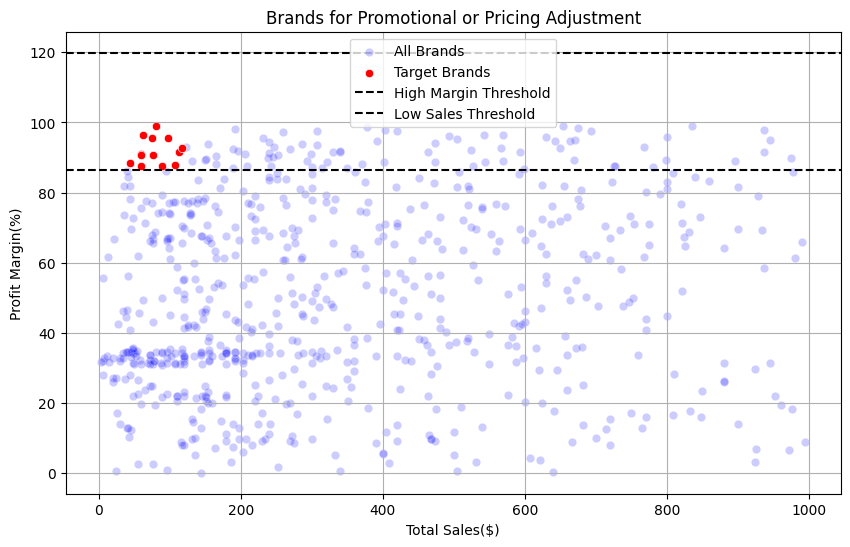 Brands for Promotional or Pricing Adjustment
All Brands
Target Brands
High Margin Threshold
Low Sales Threshold
Profit Margin(%)
120
100
80
60
40
20
0
0 200 400 600 800 1000
Total Sales($)